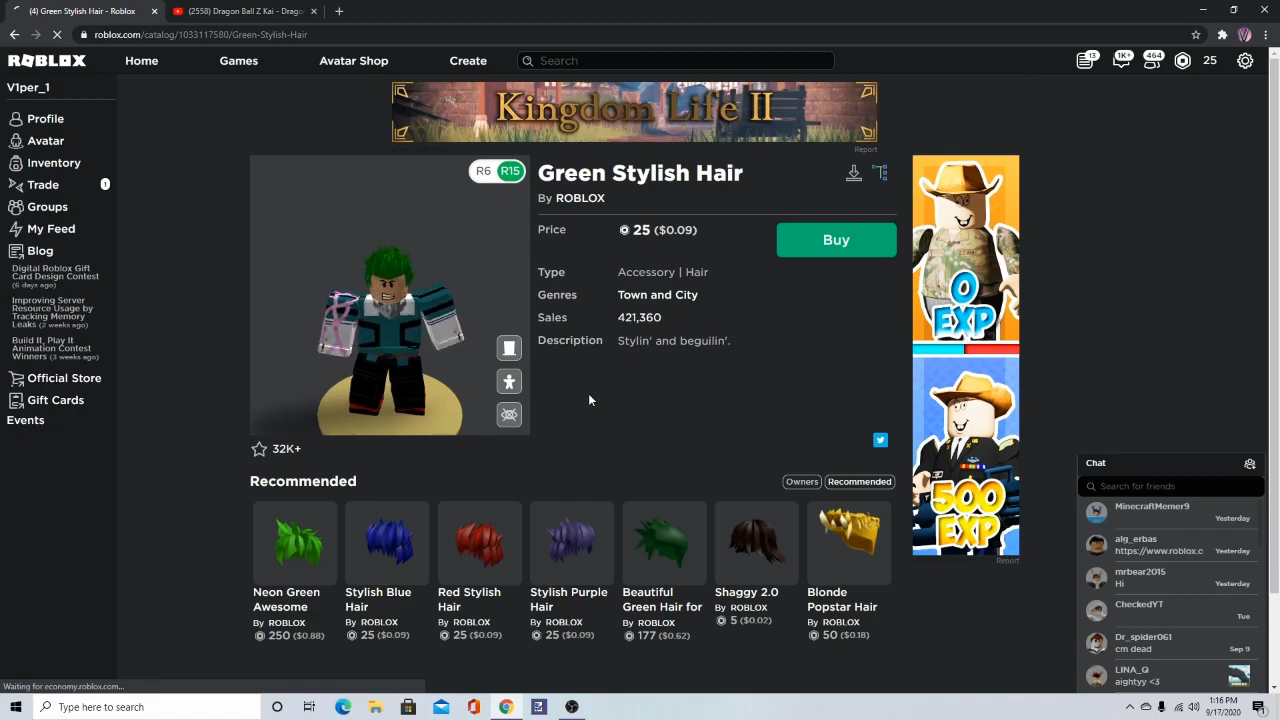 (4) Green Stylish Hair - Roblox
(2558) Dragon Ball Z Kai - Drago
roblox.com/catalog/1033117580/Green-Stylish-Hair
ROBLOX
Home
Games
Avatar Shop
Create
Search
13
1K+
464
25
V1per_1
Profile
Avatar
Inventory
Trade
1
Groups
My Feed
Blog
Digital Roblox Gift
Card Design Contest
(6 days ago)
Improving Server
Resource Usage by
Tracking Memory
Leaks (2 weeks ago)
Build It, Play It
Animation Contest
Winners (3 weeks ago)
Official Store
Gift Cards
Events
Kingdom Life II
Report
R6 R15
Green Stylish Hair
By ROBLOX
Price
25 ($0.09)
Buy
Type
Accessory | Hair
Genres
Town and City
Sales
421,360
Description
Stylin' and beguilin'.
32K+
0
EXP
500
EXP
Report
Recommended
Owners
Recommended
Neon Green
Awesome
By ROBLOX
250 ($0.88)
Stylish Blue
Hair
By ROBLOX
25 ($0.09)
Red Stylish
Hair
By ROBLOX
25 ($0.09)
Stylish Purple
Hair
By ROBLOX
25 ($0.09)
Beautiful
Green Hair for
By ROBLOX
177 ($0.62)
Shaggy 2.0
By ROBLOX
5 ($0.02)
Blonde
Popstar Hair
By ROBLOX
50 ($0.18)
Chat
Search for friends
MinecraftMemer9
Yesterday
alg_erbas
https://www.roblox.c
Yesterday
mrbear2015
Hi
Yesterday
CheckedYT
Tue
Dr_spider061
cm dead
Sep 9
LINA_Q
aightyy <3
Waiting for economy.roblox.com...
Type here to search
1:16 PM
9/17/2020